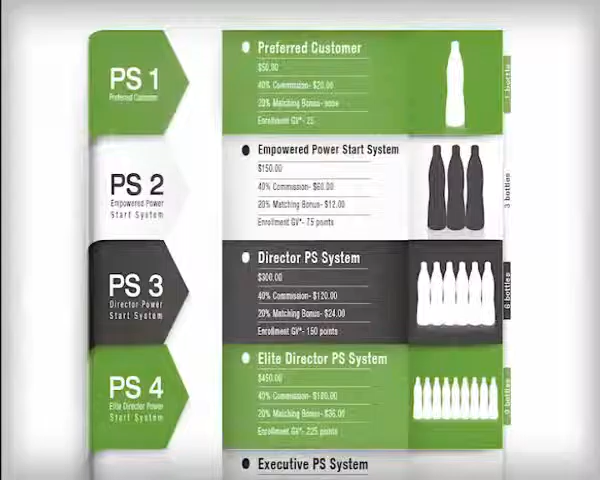 PS 1
Preferred Customer
Preferred Customer
$50.00
40% Commission- $20.00
20% Matching Bonus- none
Enrollment GV*- 25
1 bottle
PS 2
Empowered Power
Start System
Empowered Power Start System
$150.00
40% Commission- $60.00
20% Matching Bonus- $12.00
Enrollment GV*- 75 points
3 bottles
PS 3
Director Power
Start System
Director PS System
$300.00
40% Commission- $120.00
20% Matching Bonus- $24.00
Enrollment GV*- 150 points
6 bottles
PS 4
Elite Director Power
Start System
Elite Director PS System
$450.00
40% Commission- $180.00
20% Matching Bonus- $36.00
Enrollment GV*- 225 points
9 bottles
Executive PS System